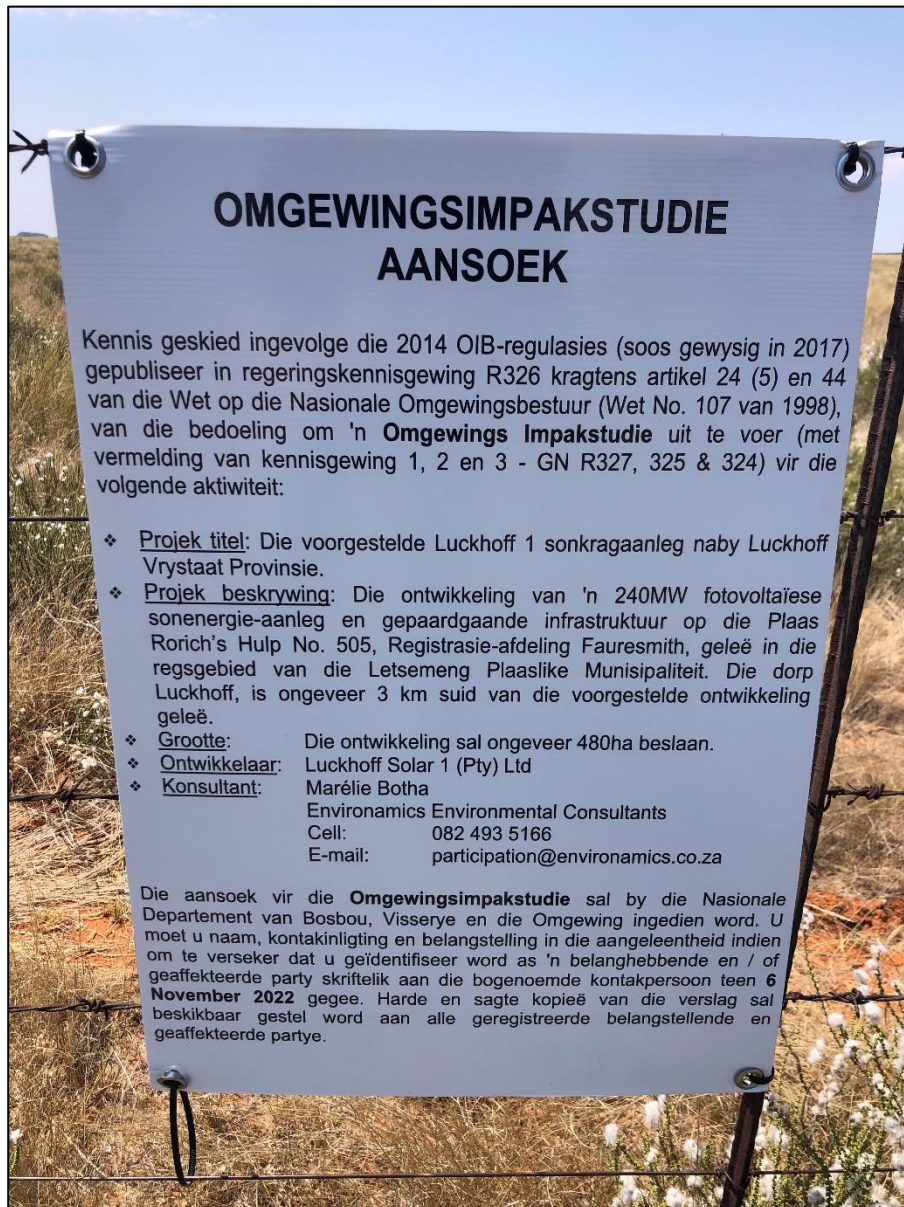 OMGEWINGSIMPAKSTUDIE
AANSOEK
Kennis geskied ingevolge die 2014 OIB-regulasies (soos gewysig in 2017)
gepubliseer in regeringskennisgewing R326 kragtens artikel 24 (5) en 44
van die Wet op die Nasionale Omgewingsbestuur (Wet No. 107 van 1998),
van die bedoeling om 'n Omgewings Impakstudie uit te voer (met
vermelding van kennisgewing 1, 2 en 3 - GN R327, 325 & 324) vir die
volgende aktiwiteit:
❖ Projek titel: Die voorgestelde Luckhoff 1 sonkragaanleg naby Luckhoff
Vrystaat Provinsie.
❖ Projek beskrywing: Die ontwikkeling van 'n 240MW fotovoltaïese
sonenergie-aanleg en gepaardgaande infrastruktuur op die Plaas
Rorich's Hulp No. 505, Registrasie-afdeling Fauresmith, geleë in die
regsgebied van die Letsemeng Plaaslike Munisipaliteit. Die dorp
Luckhoff, is ongeveer 3 km suid van die voorgestelde ontwikkeling
geleë.
❖ Grootte: Die ontwikkeling sal ongeveer 480ha beslaan.
❖ Ontwikkelaar: Luckhoff Solar 1 (Pty) Ltd
❖ Konsultant: Marélie Botha
Environamics Environmental Consultants
Cell: 082 493 5166
E-mail: participation@environamics.co.za
Die aansoek vir die Omgewingsimpakstudie sal by die Nasionale
Departement van Bosbou, Visserye en die Omgewing ingedien word. U
moet u naam, kontakinligting en belangstelling in die aangeleentheid indien
om te verseker dat u geïdentifiseer word as 'n belanghebbende en / of
geaffekteerde party skriftelik aan die bogenoemde kontakpersoon teen 6
November 2022 gegee. Harde en sagte kopieë van die verslag sal
beskikbaar gestel word aan alle geregistreerde belangstellende en
geaffekteerde partye.